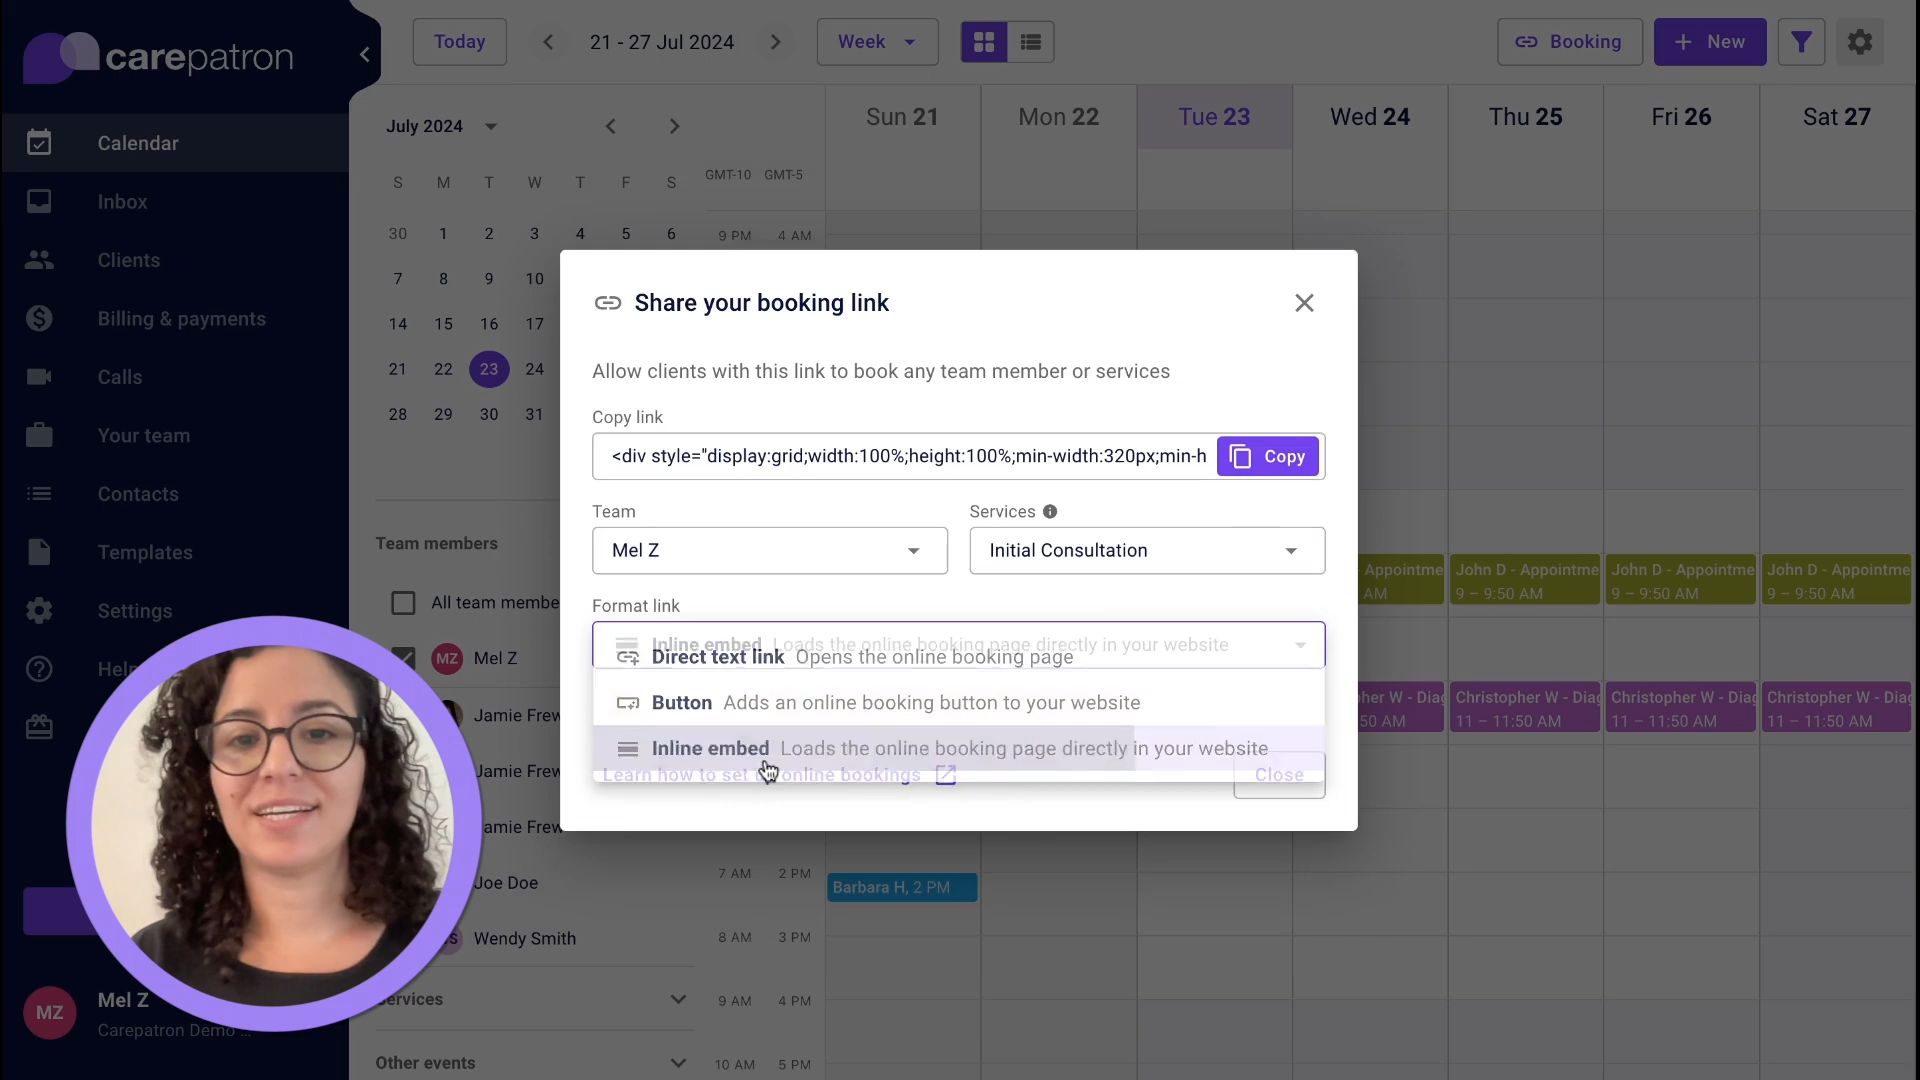 carepatron
Calendar
Inbox
Clients
Billing & payments
Calls
Your team
Contacts
Templates
Settings
MZ
Mel Z
Carepatron Demo ...
Today
21 - 27 Jul 2024
Week
Booking
New
July 2024
S M T W T F S
30 1 2 3 4 5 6
7 8 9 10
14 15 16 17
21 22 23 24
28 29 30 31
Team members
All team membe
MZ Mel Z
Jamie Frew
Jamie Frew
Jamie Frew
Joe Doe
Wendy Smith
Services
Other events
GMT-10 GMT-5
Sun 21 Mon 22 Tue 23 Wed 24 Thu 25 Fri 26 Sat 27
9 PM 4 AM
7 AM 2 PM
8 AM 3 PM
9 AM 4 PM
10 AM 5 PM
Barbara H, 2 PM
Appointme
AM
John D - Appointme
9 – 9:50 AM
John D - Appointme
9 – 9:50 AM
John D - Appointme
9 – 9:50 AM
her W - Diag
50 AM
Christopher W - Diag
11 – 11:50 AM
Christopher W - Diag
11 – 11:50 AM
Christopher W - Diag
11 – 11:50 AM
Share your booking link
Allow clients with this link to book any team member or services
Copy link
<div style="display:grid;width:100%;height:100%;min-width:320px;min-h
Copy
Team
Mel Z
Services
Initial Consultation
Format link
Inline embed Loads the online booking page directly in your website
Direct text link Opens the online booking page
Button Adds an online booking button to your website
Inline embed Loads the online booking page directly in your website
Learn how to set online bookings
Close